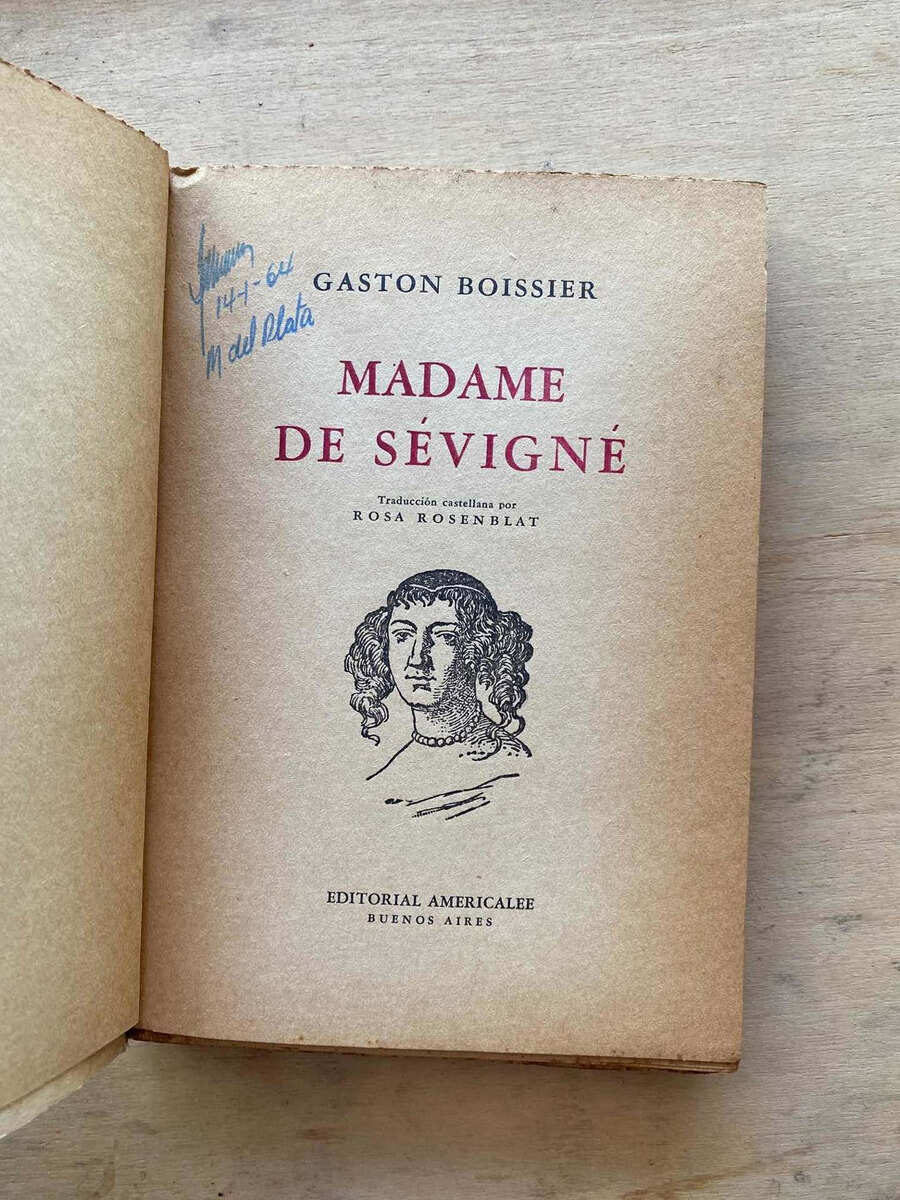 14-1-64
M del Plata
GASTON BOISSIER
MADAME
DE SÉVIGNÉ
Traducción castellana por
ROSA ROSENBLAT
EDITORIAL AMERICALEE
BUENOS AIRES